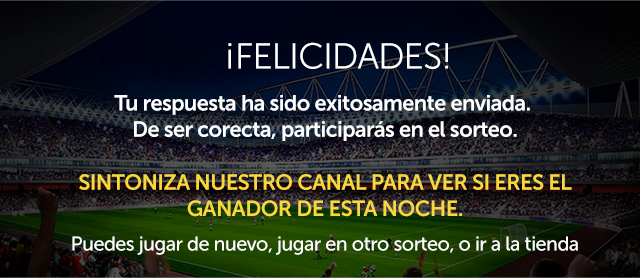 ¡FELICIDADES!
Tu respuesta ha sido exitosamente enviada.
De ser corecta, participarás en el sorteo.
SINTONIZA NUESTRO CANAL PARA VER SI ERES EL
GANADOR DE ESTA NOCHE.
Puedes jugar de nuevo, jugar en otro sorteo, o ir a la tienda